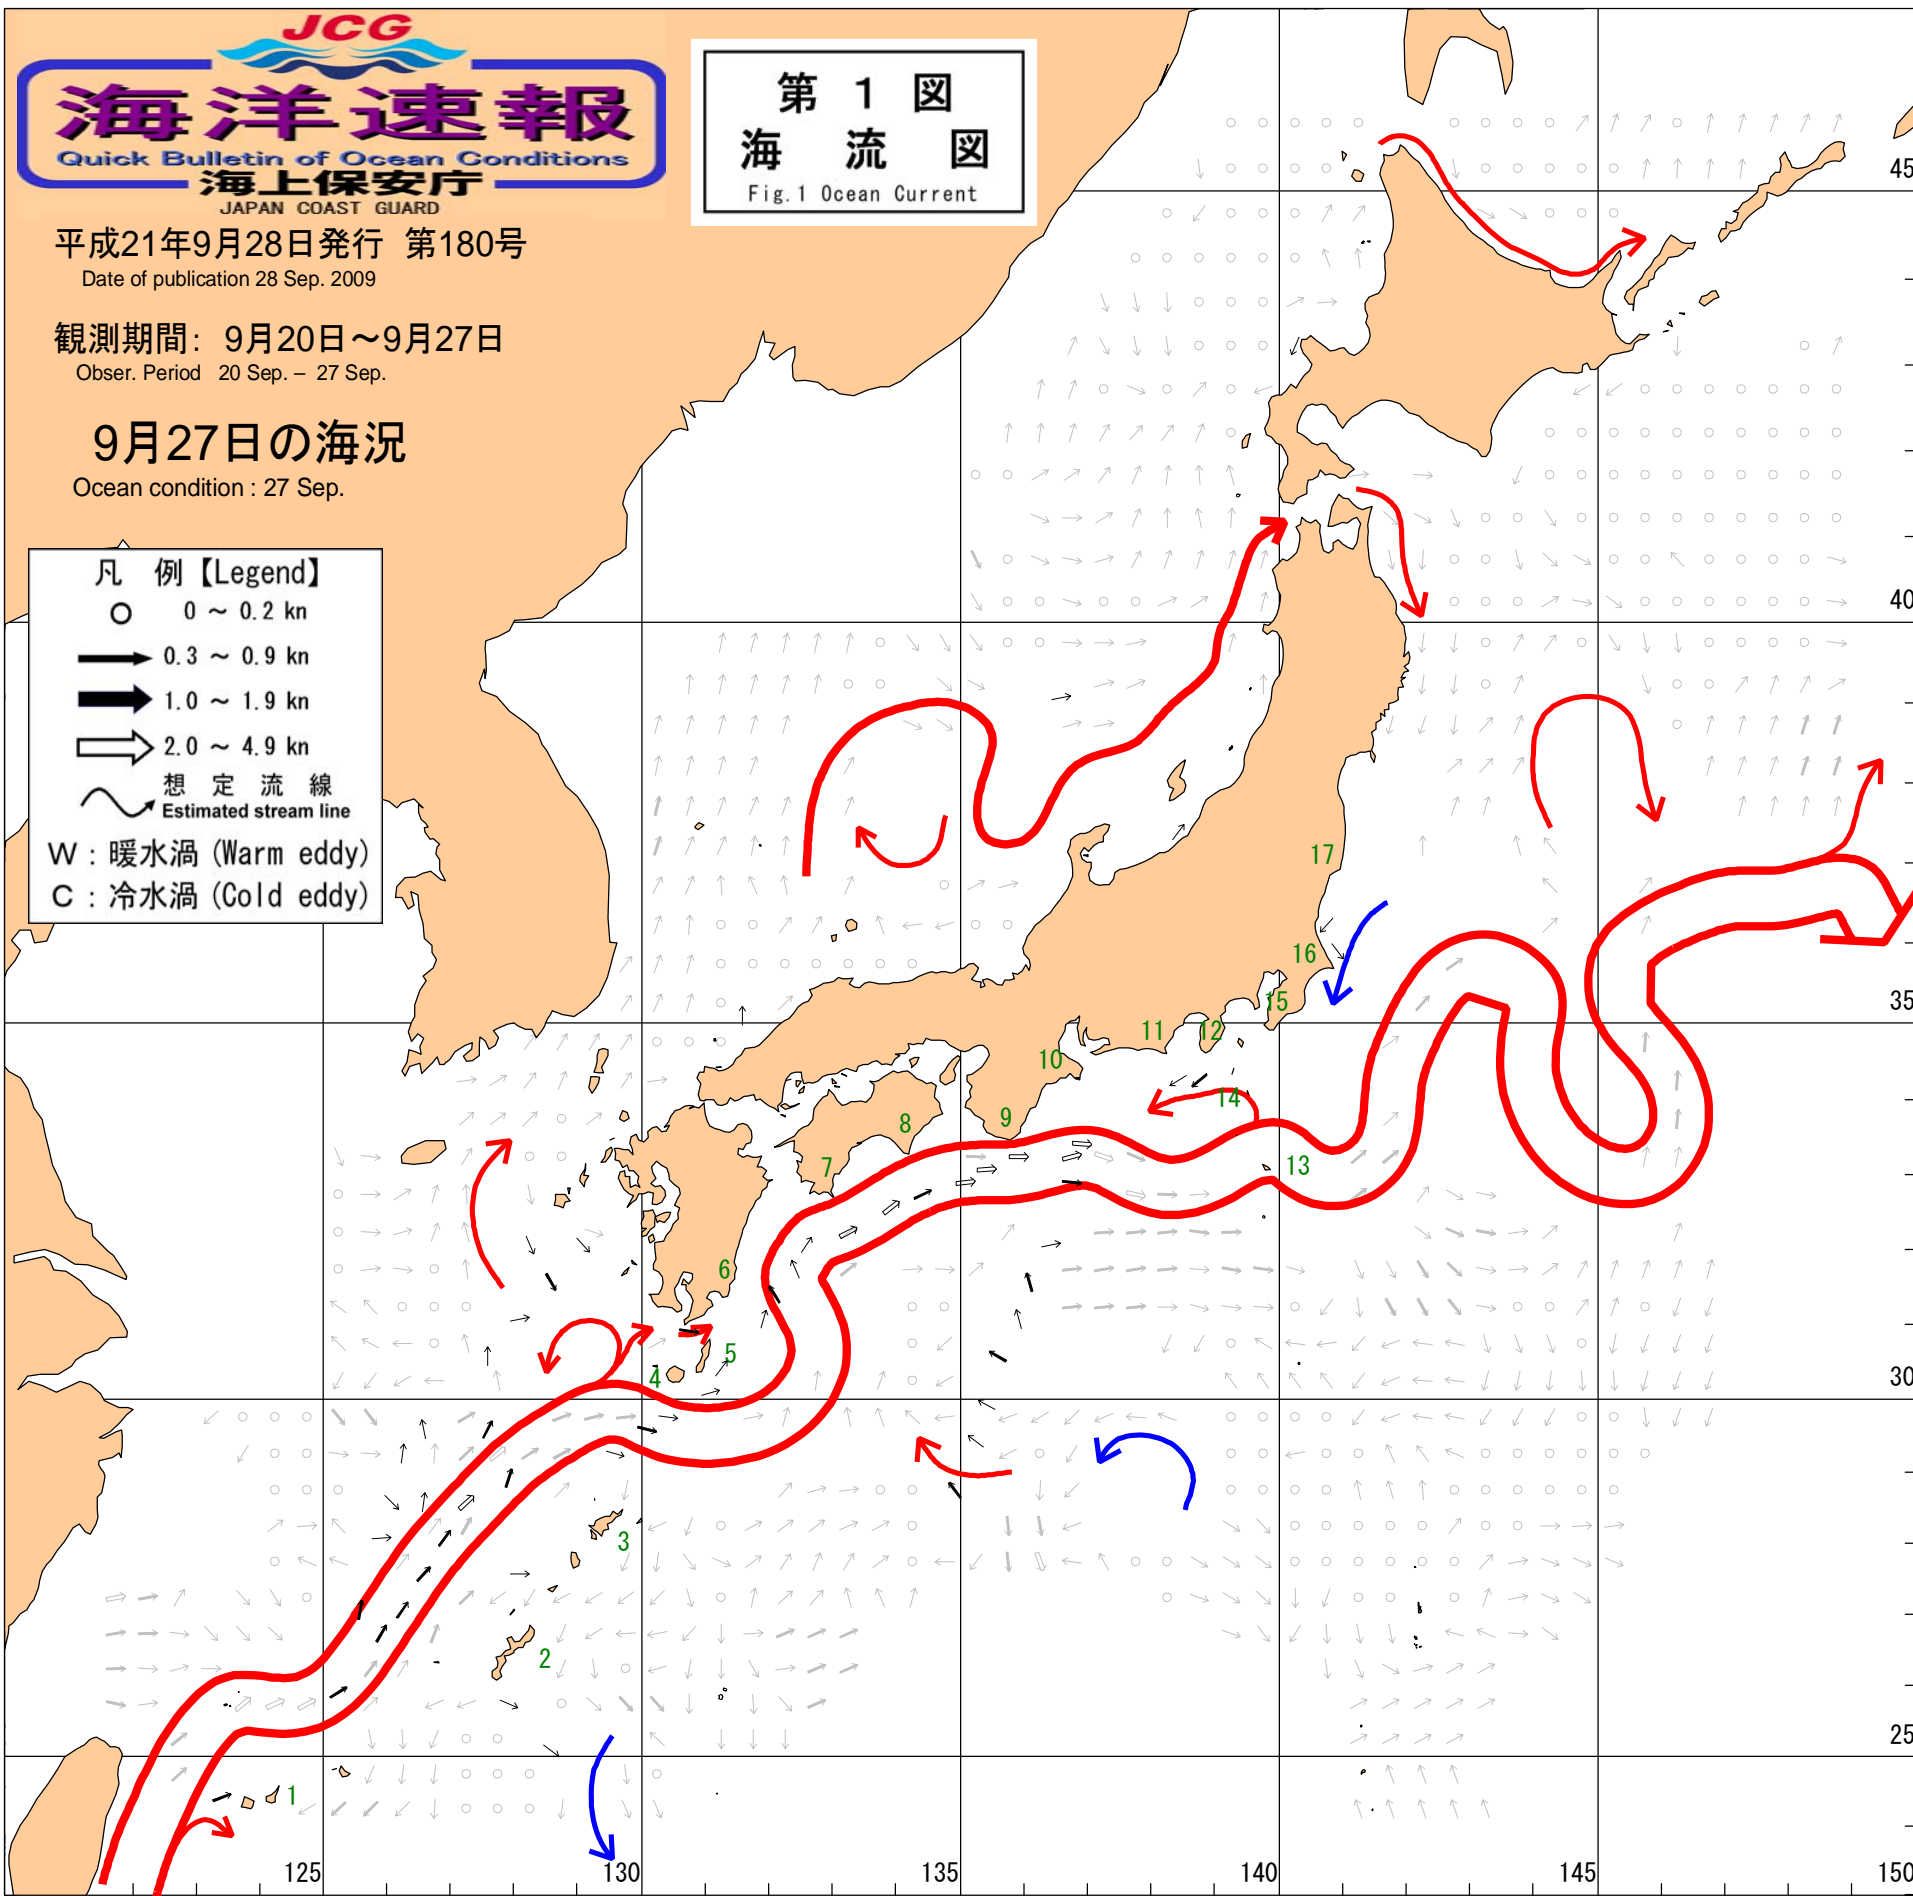 JCG
海洋速報
Quick Bulletin of Ocean Conditions
海上保安庁
JAPAN COAST GUARD
第 1 図
海 流 図
Fig.1 Ocean Current
平成21年9月28日発行 第180号
Date of publication 28 Sep. 2009
観測期間: 9月20日～9月27日
Obser. Period 20 Sep. – 27 Sep.
9月27日の海況
Ocean condition : 27 Sep.
凡 例【Legend】
0 ～ 0.2 kn
0.3 ～ 0.9 kn
1.0 ～ 1.9 kn
2.0 ～ 4.9 kn
想 定 流 線
Estimated stream line
W : 暖水渦 (Warm eddy)
C : 冷水渦 (Cold eddy)
45
40
17
16
35
15
12
11
10
14
9
8
13
7
6
5
4
30
3
2
25
1
125
130
135
140
145
150